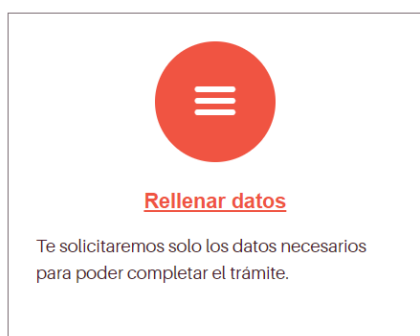 Rellenar datos
Te solicitaremos solo los datos necesarios
para poder completar el trámite.